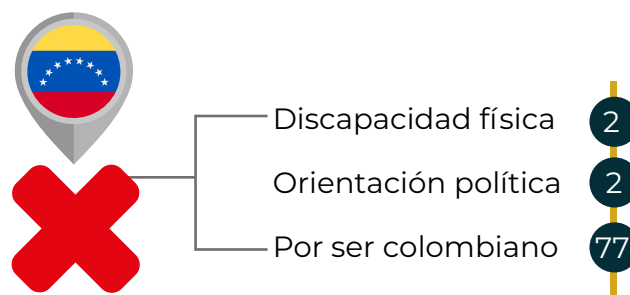 Discapacidad física 2
Orientación política 2
Por ser colombiano 77